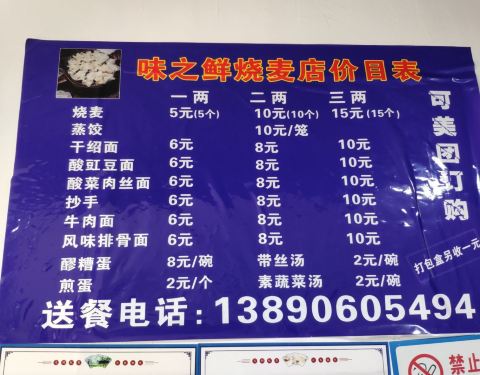 味之鲜烧麦店价目表
一两 二两 三两
烧麦 5元(5个) 10元(10个) 15元(15个)
蒸饺 10元/笼
干绍面 6元 8元 10元
酸豇豆面 6元 8元 10元
酸菜肉丝面 6元 8元 10元
抄手 6元 8元 10元
牛肉面 6元 8元 10元
风味排骨面 6元 8元 10元
醪糟蛋 8元/碗 带丝汤 2元/碗
煎蛋 2元/个 素蔬菜汤 2元/碗
可美团订购
打包盒另收一元
送餐电话:13890605494
禁止